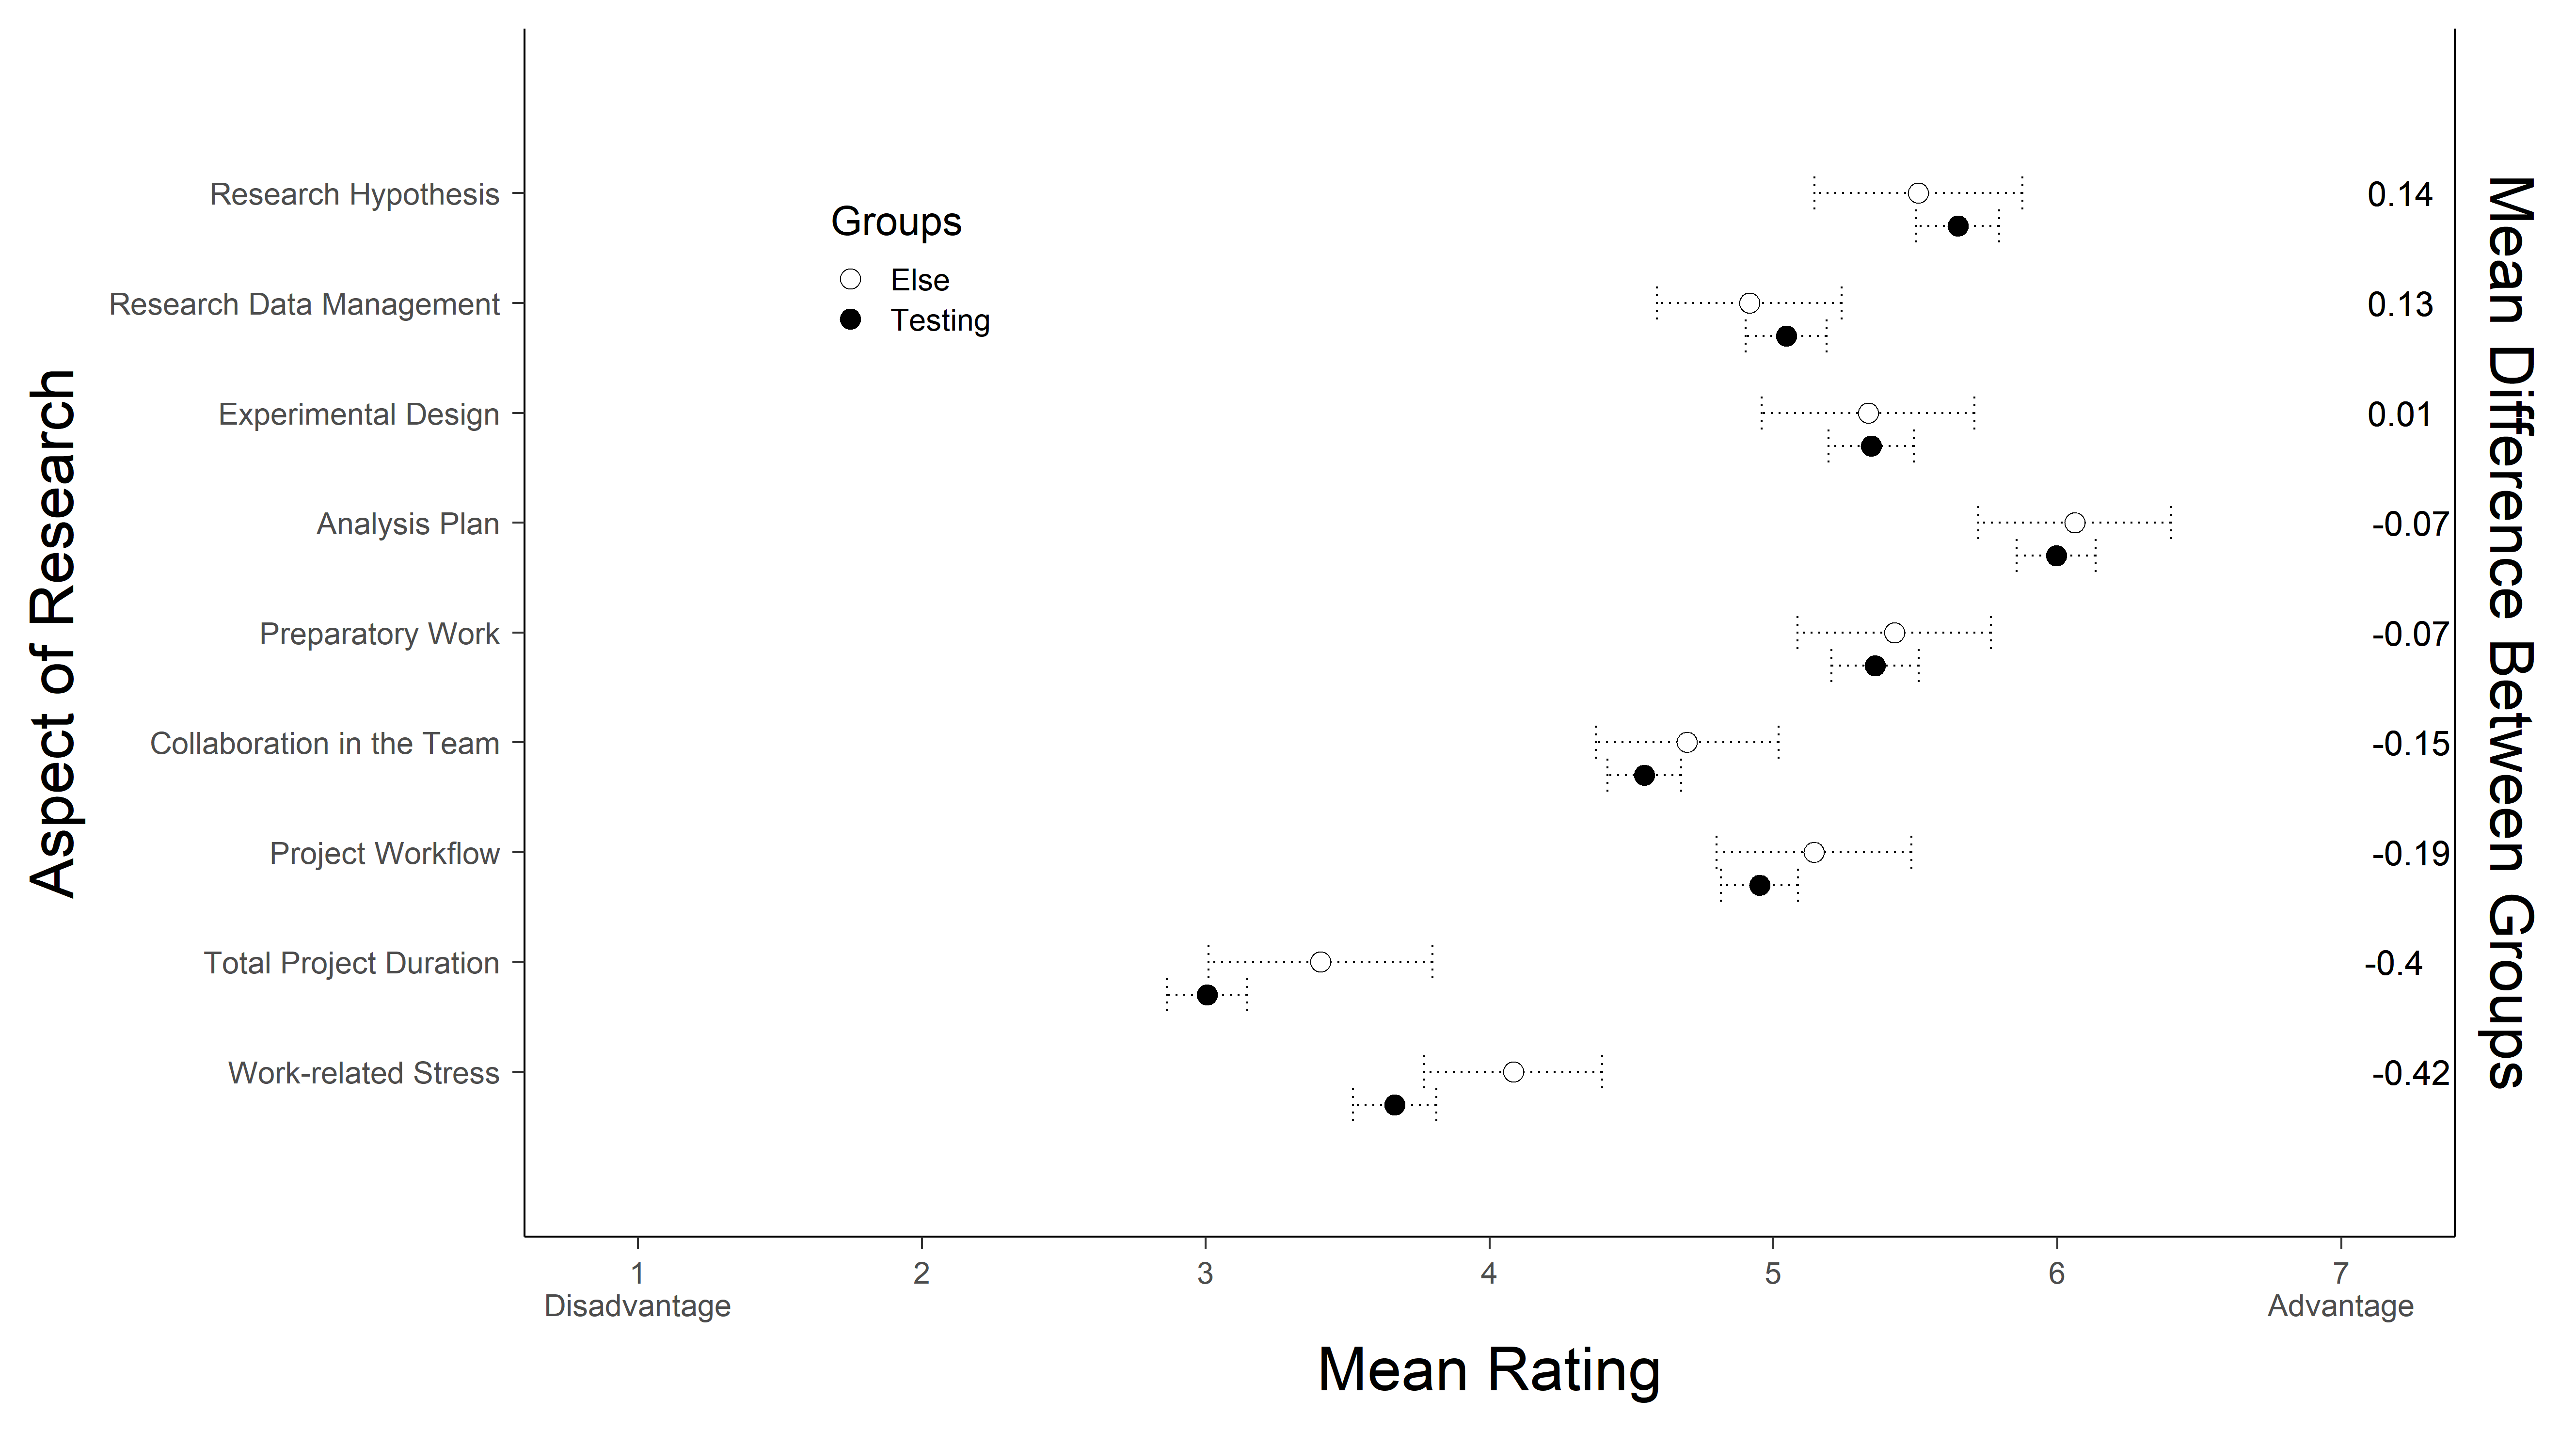 Aspect of Research
Research Hypothesis
Research Data Management
Experimental Design
Analysis Plan
Preparatory Work
Collaboration in the Team
Project Workflow
Total Project Duration
Work-related Stress
Groups
Else
Testing
0.14
0.13
0.01
-0.07
-0.07
-0.15
-0.19
-0.4
-0.42
Mean Difference Between Groups
1 2 3 4 5 6 7
Disadvantage Advantage
Mean Rating